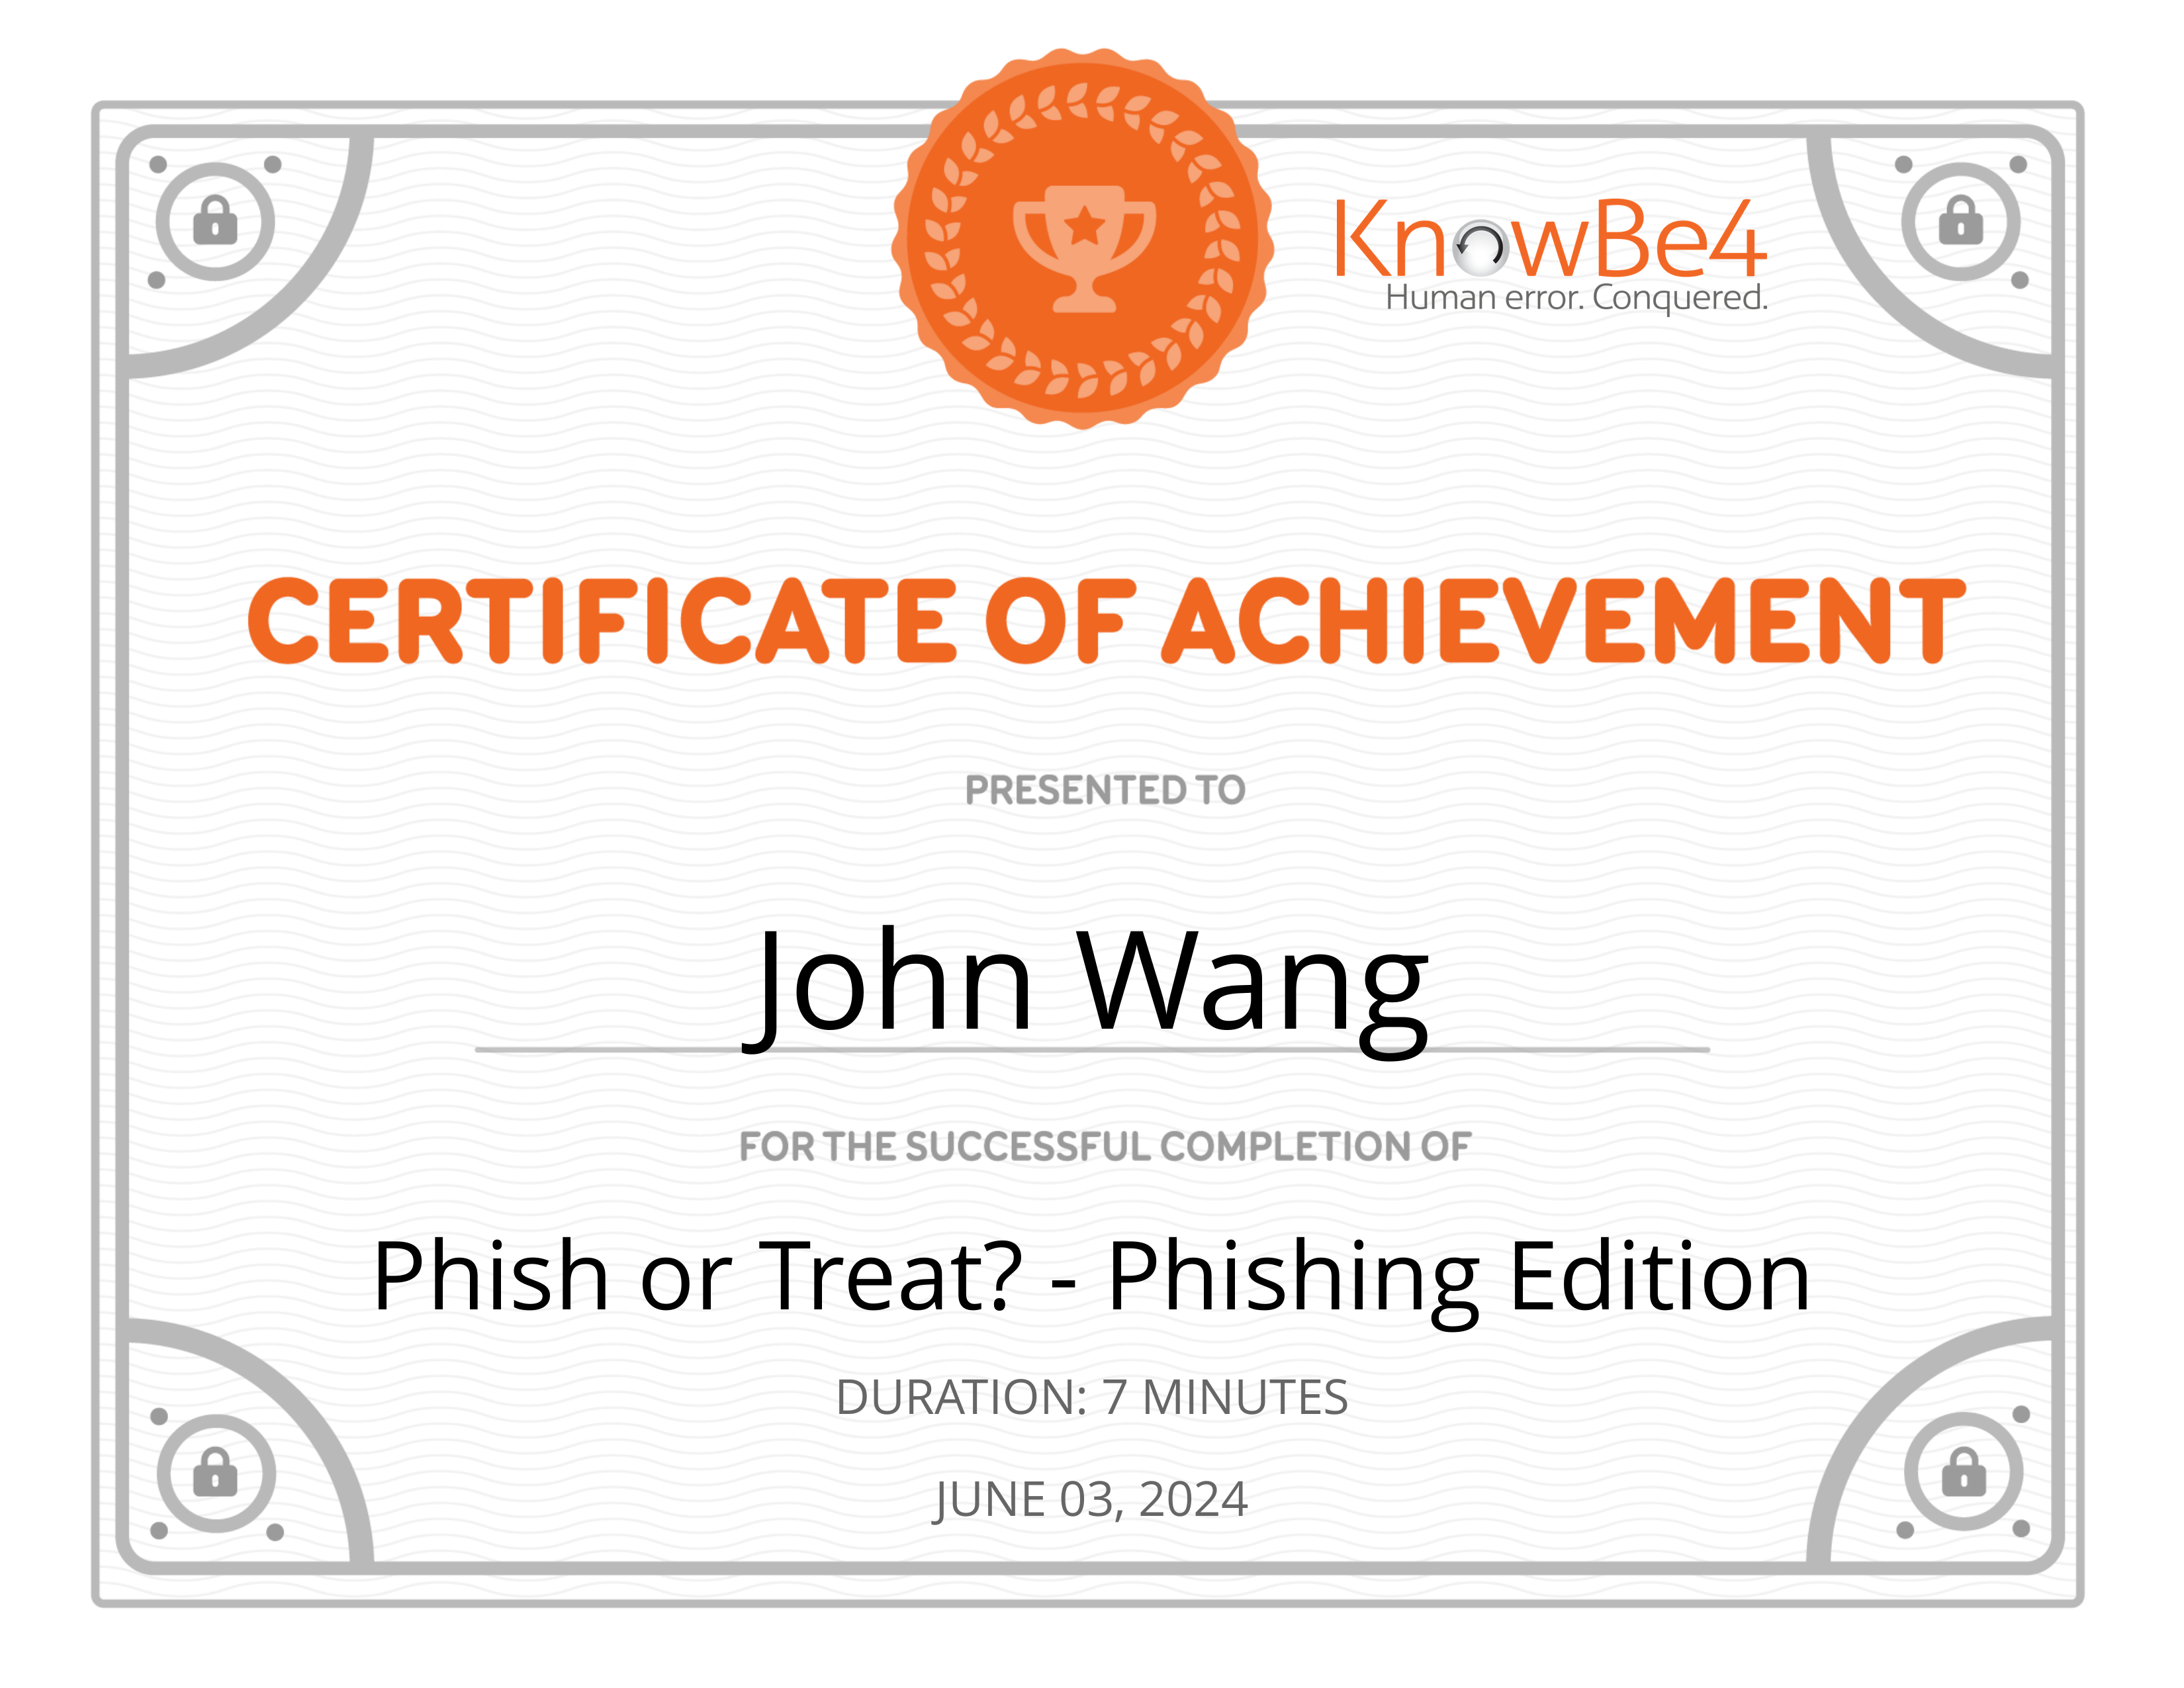 KnowBe4
Human error. Conquered.
CERTIFICATE OF ACHIEVEMENT
PRESENTED TO
John Wang
FOR THE SUCCESSFUL COMPLETION OF
Phish or Treat? - Phishing Edition
DURATION: 7 MINUTES
JUNE 03, 2024